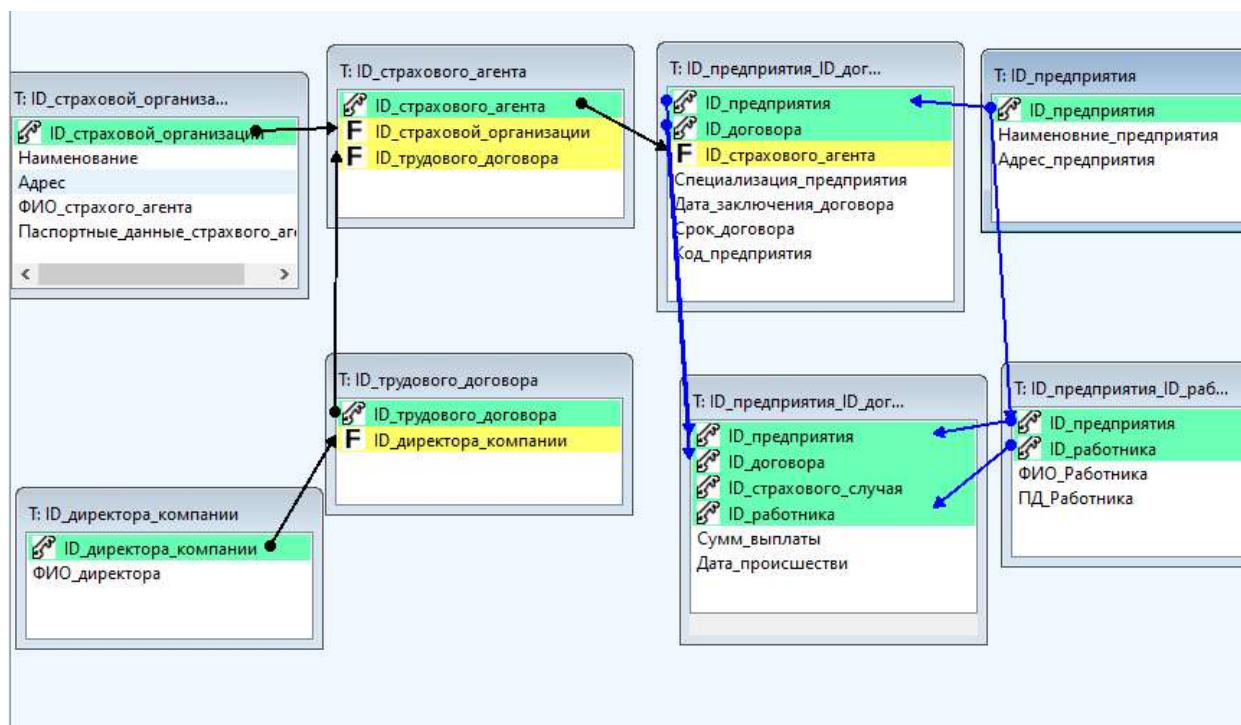 T: ID_страховой_организа...
ID_страховой_организации
Наименование
Адрес
ФИО_страхого_агента
Паспортные_данные_страхвого_аг
T: ID_страхового_агента
ID_страхового_агента
F ID_страховой_организации
F ID_трудового_договора
T: ID_предприятия_ID_дог...
ID_предприятия
ID_договора
F ID_страхового_агента
Специализация_предприятия
Дата_заключения_договора
Срок_договора
Код_предприятия
T: ID_предприятия
ID_предприятия
Наименовние_предприятия
Адрес_предприятия
T: ID_трудового_договора
ID_трудового_договора
F ID_директора_компании
T: ID_предприятия_ID_дог...
ID_предприятия
ID_договора
ID_страхового_случая
ID_работника
Сумм_выплаты
Дата_происшестви
T: ID_предприятия_ID_раб...
ID_предприятия
ID_работника
ФИО_Работника
ПД_Работника
T: ID_директора_компании
ID_директора_компании
ФИО_директора